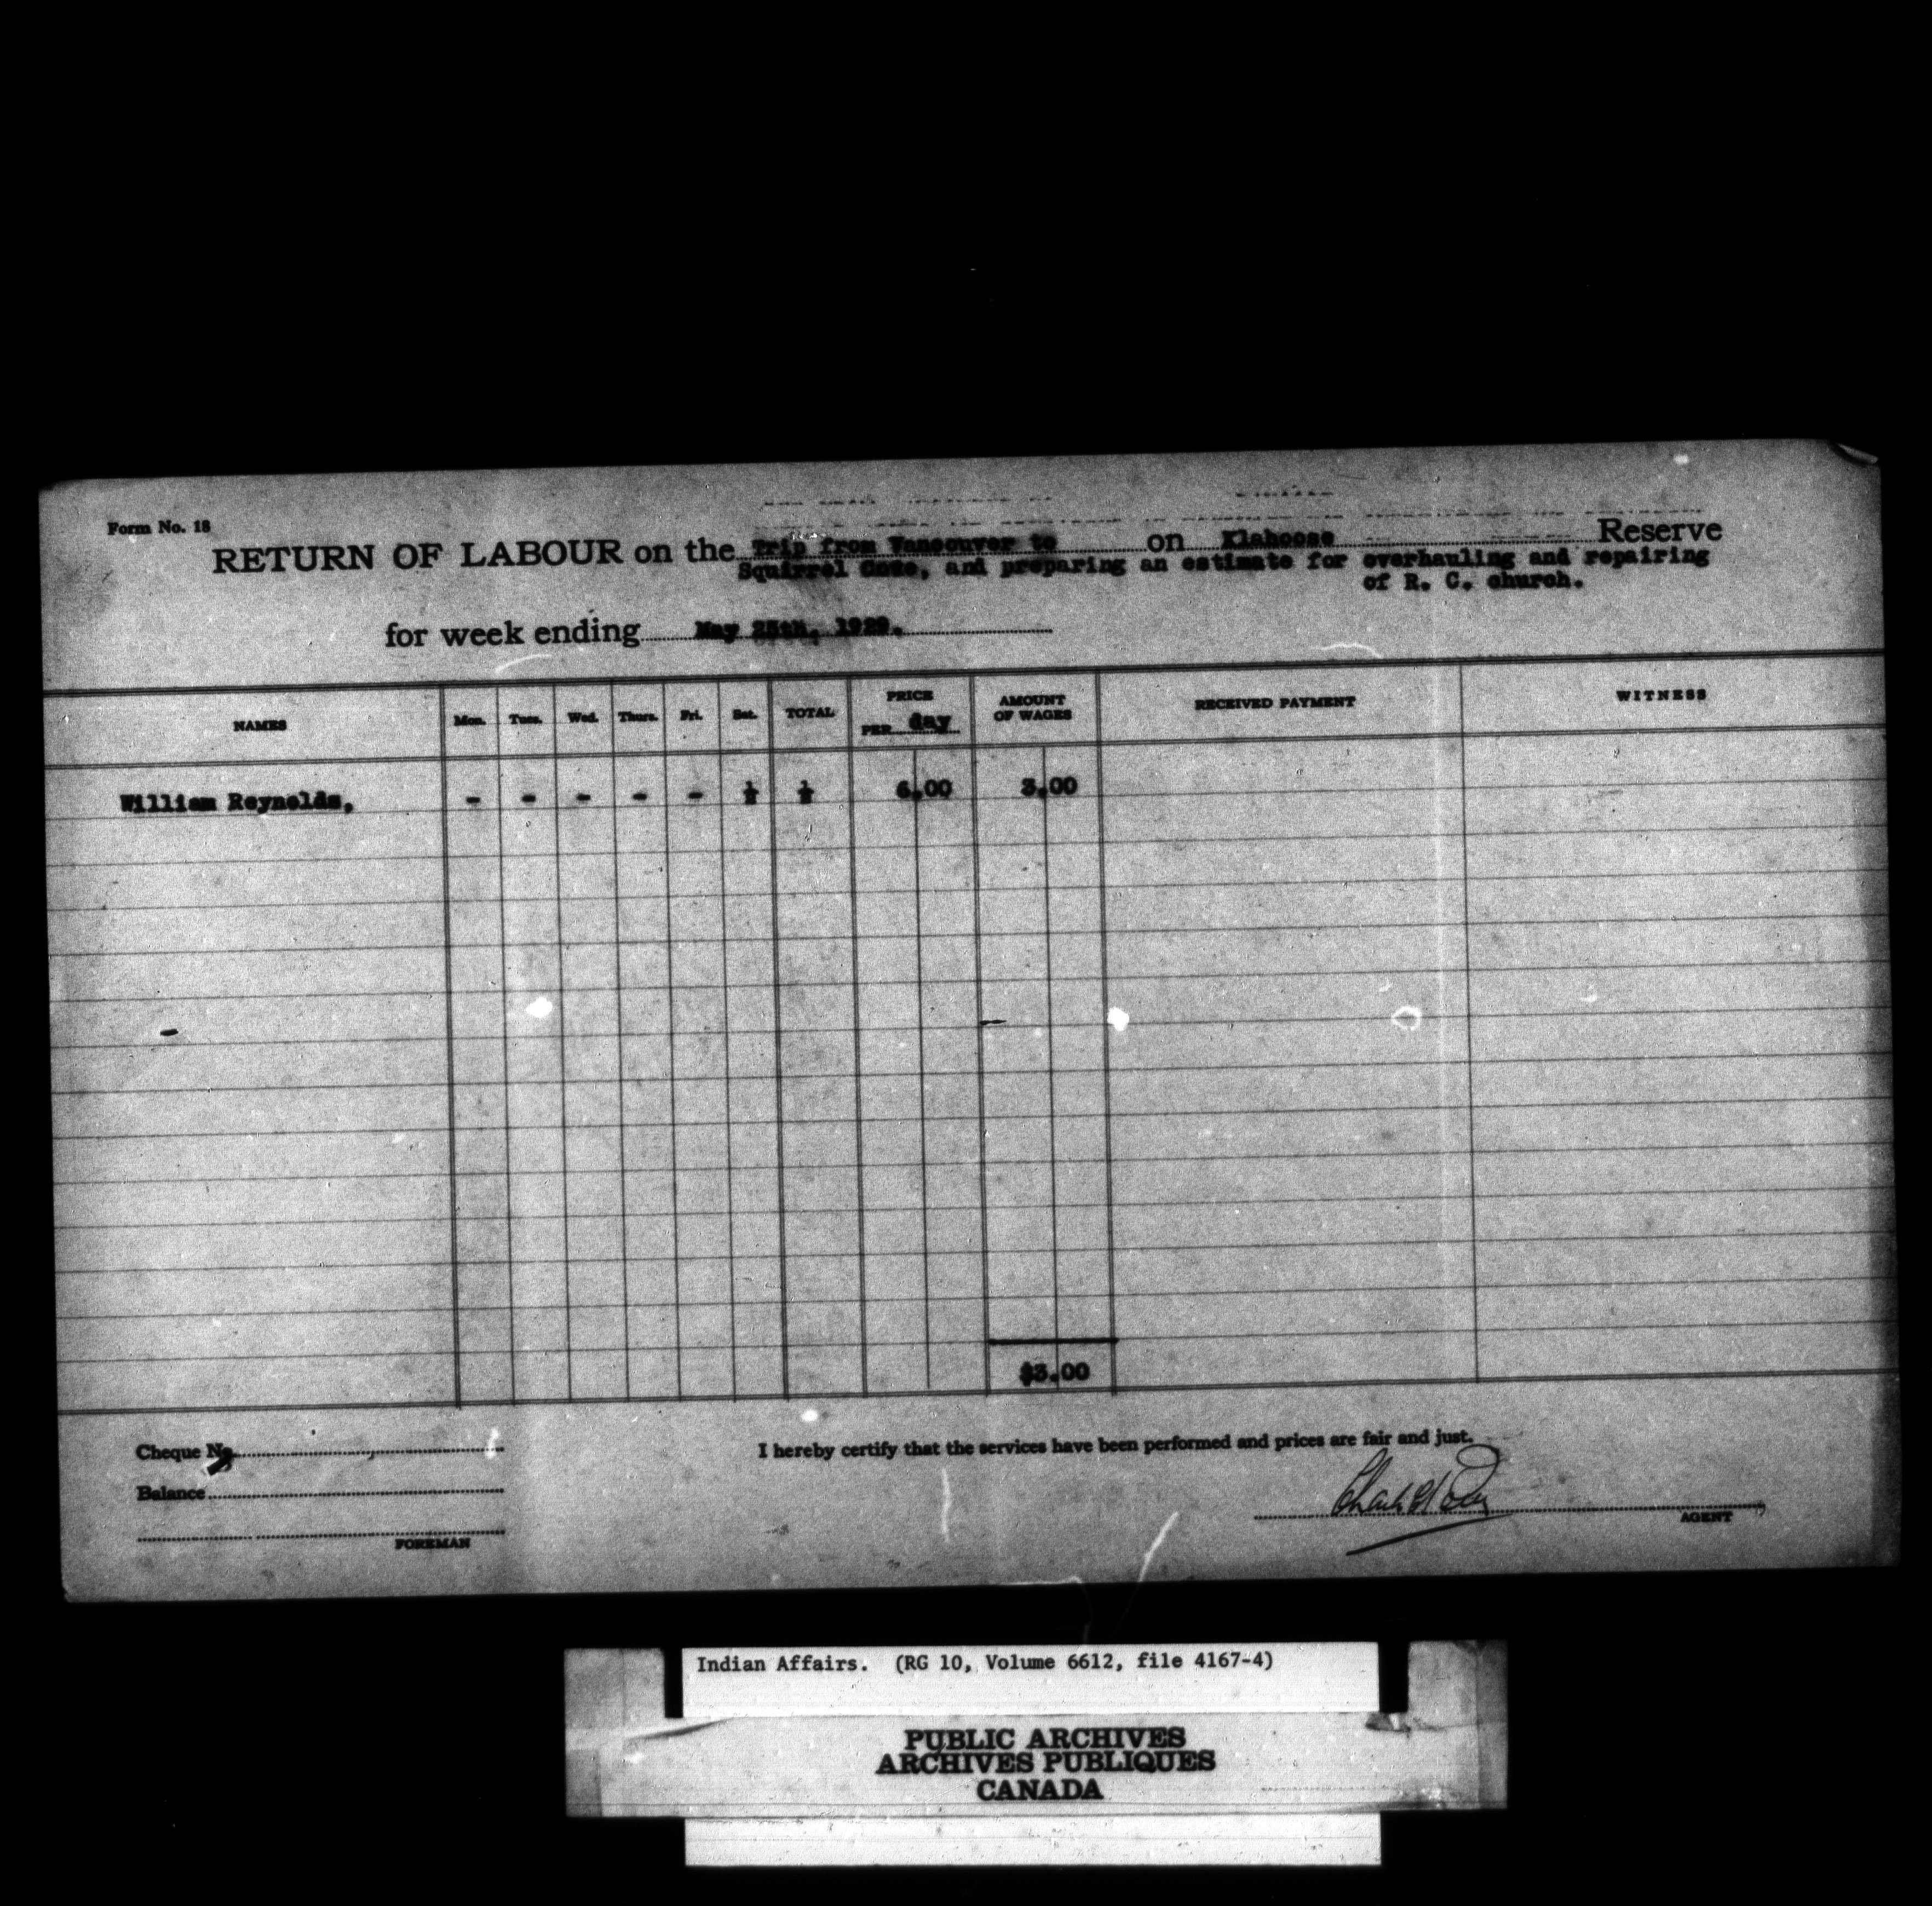 Form No. 18
RETURN OF LABOUR on the Trip from Vancouver to on Klahoose Reserve
Squirrel Cove, and preparing an estimate for overhauling and repairing
of R. C. church.
for week ending May 25th, 1929.
NAMES Mon. Tues. Wed. Thurs. Fri. Sat. TOTAL PRICE PER day AMOUNT OF WAGES RECEIVED PAYMENT WITNESS
William Reynolds, - - - - - ½ ½ 6.00 3.00
$3.00
Cheque No.
I hereby certify that the services have been performed and prices are fair and just.
Balance
AGENT
FOREMAN
Indian Affairs. (RG 10, Volume 6612, file 4167-4)
PUBLIC ARCHIVES
ARCHIVES PUBLIQUES
CANADA